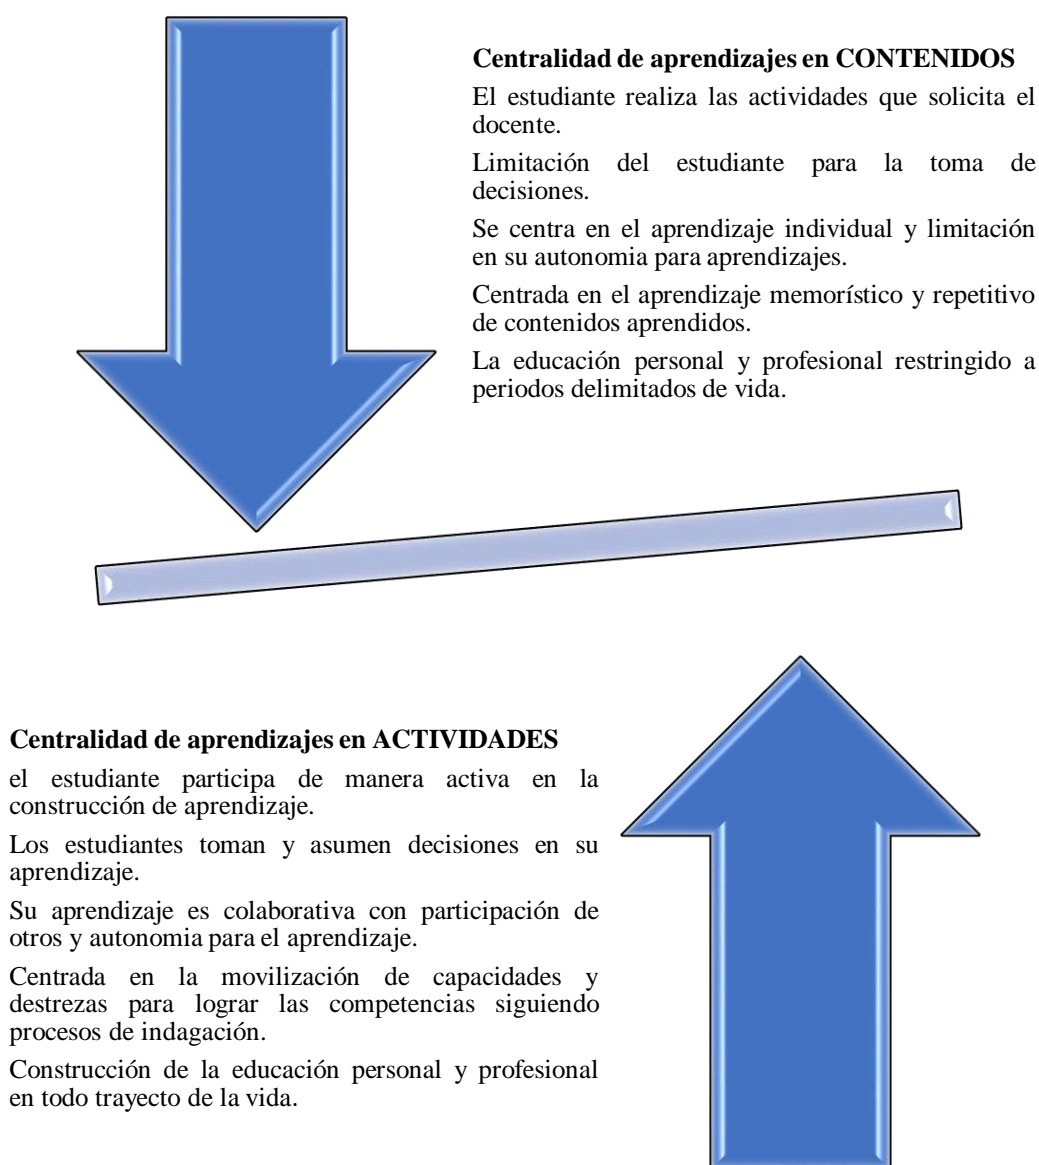 Centralidad de aprendizajes en CONTENIDOS
El estudiante realiza las actividades que solicita el
docente.
Limitación del estudiante para la toma de
decisiones.
Se centra en el aprendizaje individual y limitación
en su autonomia para aprendizajes.
Centrada en el aprendizaje memorístico y repetitivo
de contenidos aprendidos.
La educación personal y profesional restringido a
periodos delimitados de vida.
Centralidad de aprendizajes en ACTIVIDADES
el estudiante participa de manera activa en la
construcción de aprendizaje.
Los estudiantes toman y asumen decisiones en su
aprendizaje.
Su aprendizaje es colaborativa con participación de
otros y autonomia para el aprendizaje.
Centrada en la movilización de capacidades y
destrezas para lograr las competencias siguiendo
procesos de indagación.
Construcción de la educación personal y profesional
en todo trayecto de la vida.